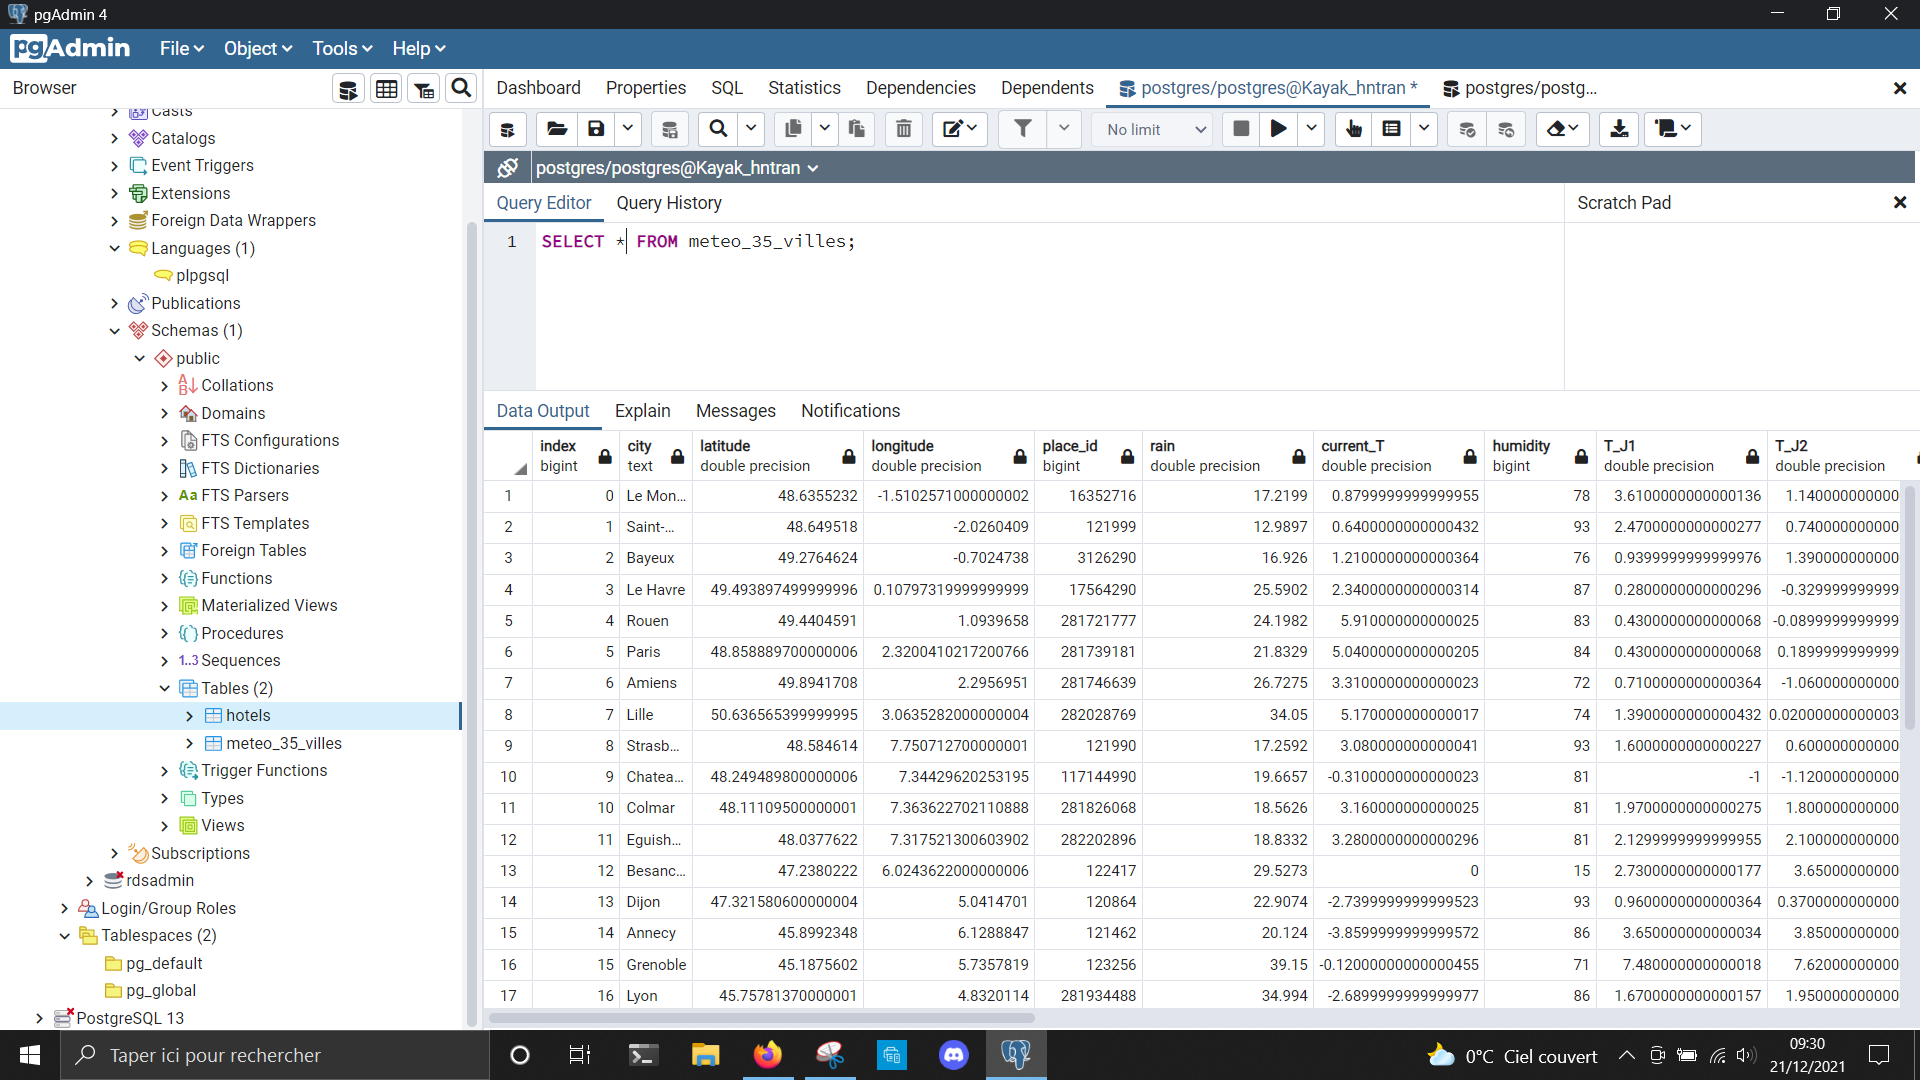 pgAdmin 4
pgAdmin File Object Tools Help
Browser
Dashboard Properties SQL Statistics Dependencies Dependents postgres/postgres@Kayak_hntran * postgres/postg...
No limit
postgres/postgres@Kayak_hntran
Query Editor Query History
Scratch Pad
1 SELECT * FROM meteo_35_villes;
Casts
Catalogs
Event Triggers
Extensions
Foreign Data Wrappers
Languages (1)
plpgsql
Publications
Schemas (1)
public
Collations
Domains
FTS Configurations
FTS Dictionaries
Aa FTS Parsers
FTS Templates
Foreign Tables
Functions
Materialized Views
Procedures
1..3 Sequences
Tables (2)
hotels
meteo_35_villes
Trigger Functions
Types
Views
Subscriptions
rdsadmin
Login/Group Roles
Tablespaces (2)
pg_default
pg_global
PostgreSQL 13
Data Output Explain Messages Notifications
index city latitude longitude place_id rain current_T humidity T_J1 T_J2
bigint text double precision double precision bigint double precision double precision bigint double precision double precision
1 0 Le Mon... 48.6355232 -1.5102571000000002 16352716 17.2199 0.8799999999999955 78 3.6100000000000136 1.140000000000
2 1 Saint-... 48.649518 -2.0260409 121999 12.9897 0.6400000000000432 93 2.4700000000000277 0.740000000000
3 2 Bayeux 49.2764624 -0.7024738 3126290 16.926 1.2100000000000364 76 0.9399999999999976 1.390000000000
4 3 Le Havre 49.493897499999996 0.10797319999999999 17564290 25.5902 2.3400000000000314 87 0.2800000000000296 -0.329999999999
5 4 Rouen 49.4404591 1.0939658 281721777 24.1982 5.910000000000025 83 0.4300000000000068 -0.0899999999999
6 5 Paris 48.858889700000006 2.3200410217200766 281739181 21.8329 5.0400000000000205 84 0.4300000000000068 0.1899999999999
7 6 Amiens 49.8941708 2.2956951 281746639 26.7275 3.3100000000000023 72 0.7100000000000364 -1.060000000000
8 7 Lille 50.636565399999995 3.0635282000000004 282028769 34.05 5.170000000000017 74 1.3900000000000432 0.02000000000003
9 8 Strasb... 48.584614 7.750712700000001 121990 17.2592 3.080000000000041 93 1.6000000000000227 0.600000000000
10 9 Chatea... 48.249489800000006 7.34429620253195 117144990 19.6657 -0.3100000000000023 81 -1 -1.120000000000
11 10 Colmar 48.11109500000001 7.363622702110888 281826068 18.5626 3.160000000000025 81 1.9700000000000275 1.800000000000
12 11 Eguish... 48.0377622 7.317521300603902 282202896 18.8332 3.2800000000000296 81 2.1299999999999955 2.100000000000
13 12 Besanc... 47.2380222 6.0243622000000006 122417 29.5273 0 15 2.7300000000000177 3.65000000000
14 13 Dijon 47.321580600000004 5.0414701 120864 22.9074 -2.7399999999999523 93 0.9600000000000364 0.3700000000000
15 14 Annecy 45.8992348 6.1288847 121462 20.124 -3.8599999999999572 86 3.650000000000034 3.85000000000
16 15 Grenoble 45.1875602 5.7357819 123256 39.15 -0.12000000000000455 71 7.480000000000018 7.62000000000
17 16 Lyon 45.75781370000001 4.8320114 281934488 34.994 -2.6899999999999977 86 1.6700000000000157 1.950000000000
Taper ici pour rechercher
0°C Ciel couvert
09:30
21/12/2021